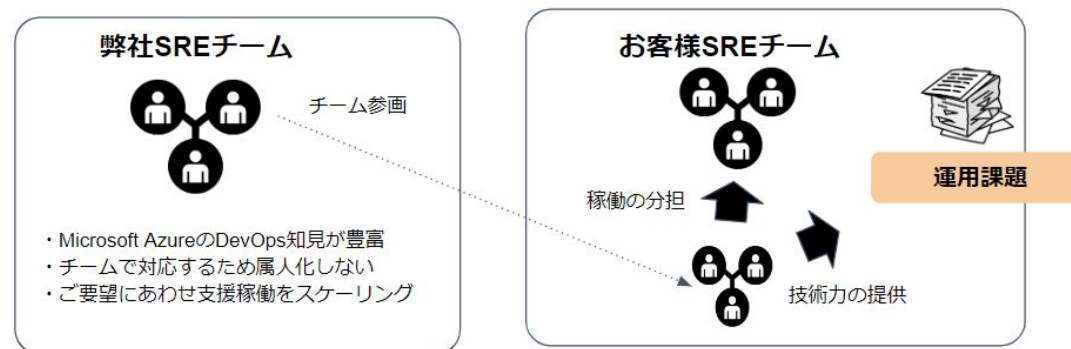 弊社SREチーム
チーム参画
・Microsoft AzureのDevOps知見が豊富
・チームで対応するため属人化しない
・ご要望にあわせ支援稼働をスケーリング
お客様SREチーム
運用課題
稼働の分担
技術力の提供